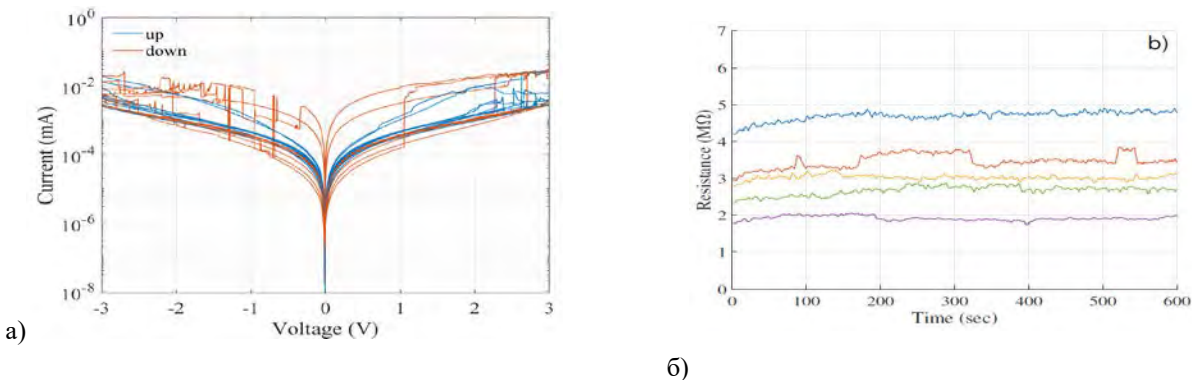 10^0
up
down
10^-2
10^-4
10^-6
10^-8
Current (mA)
-3 -2 -1 0 1 2 3
Voltage (V)
а)
b)
7
6
5
4
3
2
1
0
Resistance (MΩ)
0 100 200 300 400 500 600
Time (sec)
б)